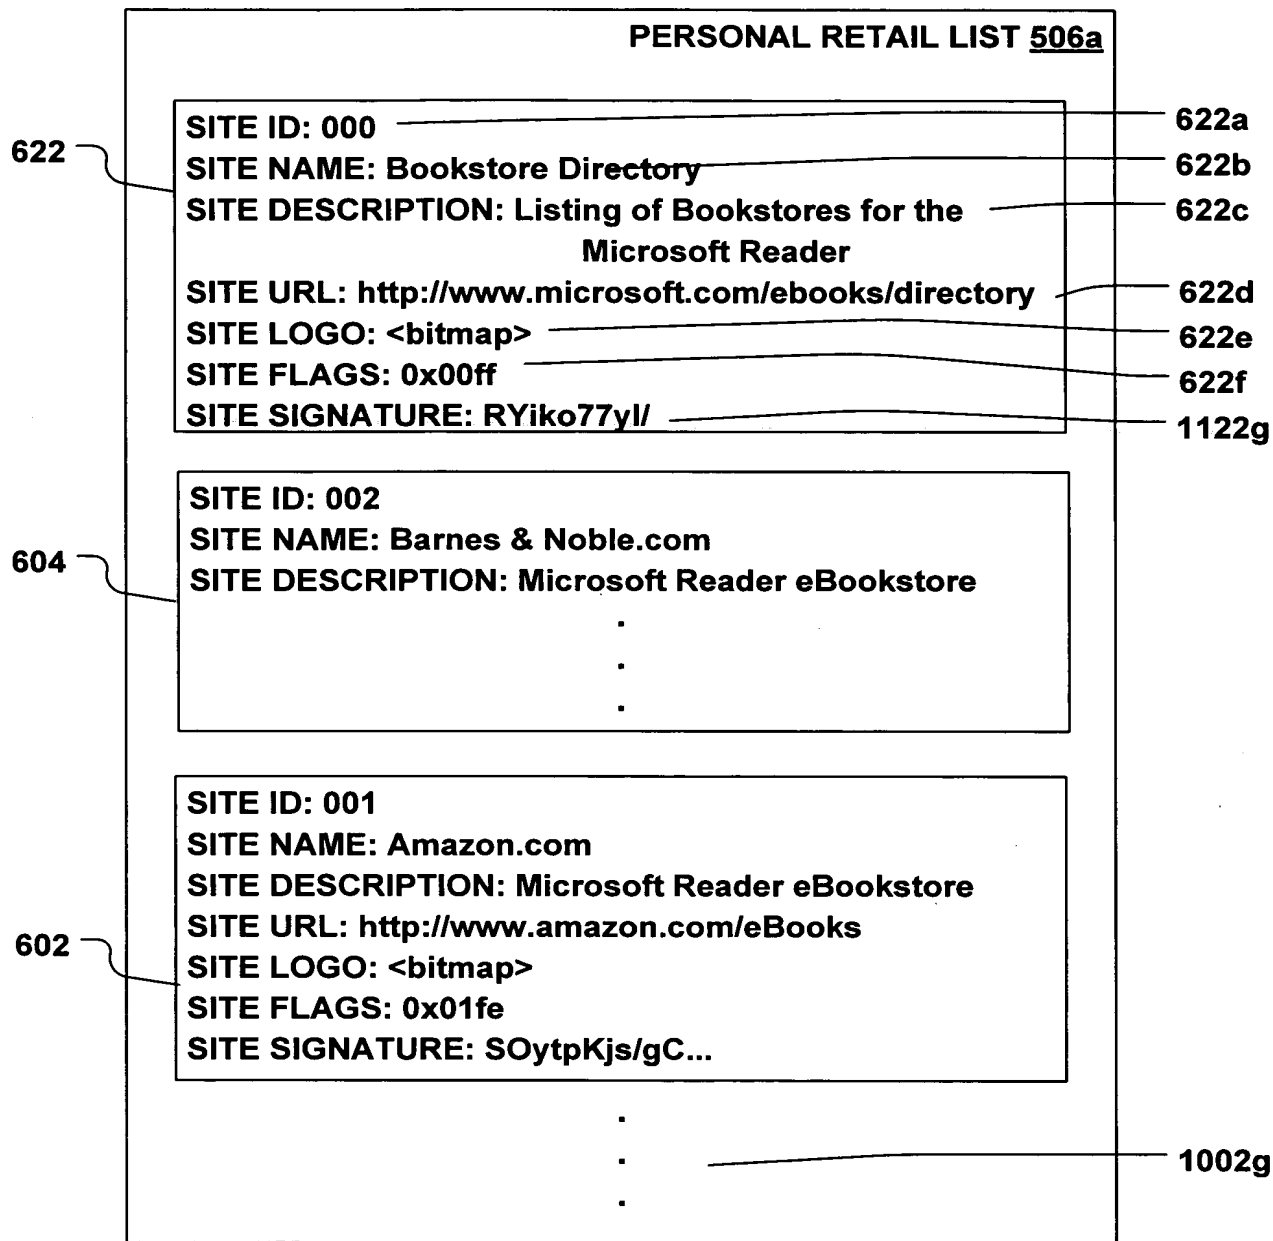 PERSONAL RETAIL LIST 506a
622
SITE ID: 000
622a
SITE NAME: Bookstore Directory
622b
SITE DESCRIPTION: Listing of Bookstores for the
622c
Microsoft Reader
SITE URL: http://www.microsoft.com/ebooks/directory
622d
SITE LOGO: <bitmap>
622e
SITE FLAGS: 0x00ff
622f
SITE SIGNATURE: RYiko77yl/
1122g
604
SITE ID: 002
SITE NAME: Barnes & Noble.com
SITE DESCRIPTION: Microsoft Reader eBookstore
.
.
.
602
SITE ID: 001
SITE NAME: Amazon.com
SITE DESCRIPTION: Microsoft Reader eBookstore
SITE URL: http://www.amazon.com/eBooks
SITE LOGO: <bitmap>
SITE FLAGS: 0x01fe
SITE SIGNATURE: SOytpKjs/gC...
.
.
1002g
.